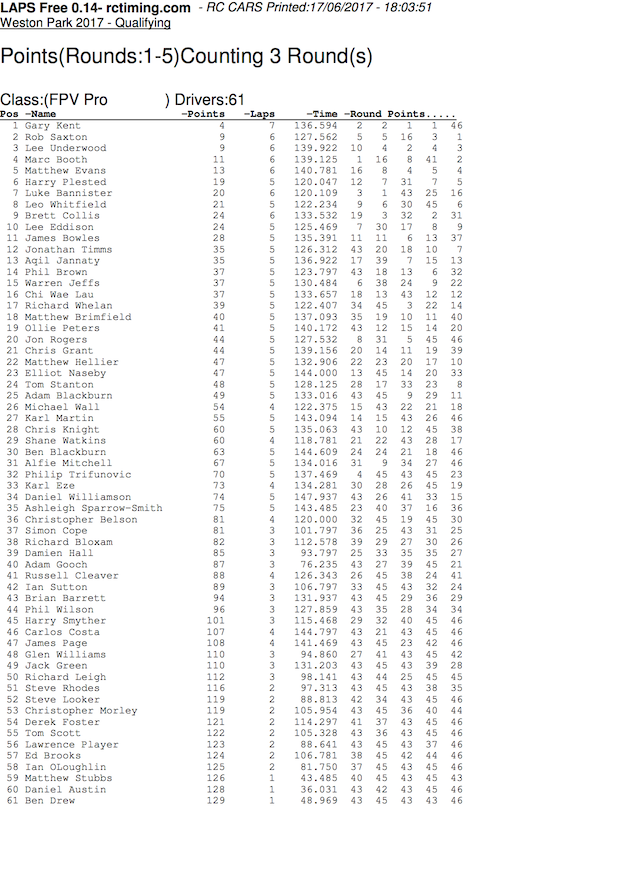 LAPS Free 0.14- rctiming.com - RC CARS Printed:17/06/2017 - 18:03:51
Weston Park 2017 - Qualifying
Points(Rounds:1-5)Counting 3 Round(s)
Class:(FPV Pro ) Drivers:61
Pos -Name -Points -Laps -Time -Round Points.....
1 Gary Kent 4 7 136.594 2 2 1 1 46
2 Rob Saxton 9 6 127.562 5 5 16 3 1
3 Lee Underwood 9 6 139.922 10 4 2 4 3
4 Marc Booth 11 6 139.125 1 16 8 41 2
5 Matthew Evans 13 6 140.781 16 8 4 5 4
6 Harry Plested 19 5 120.047 12 7 31 7 5
7 Luke Bannister 20 6 120.109 3 1 43 25 16
8 Leo Whitfield 21 5 122.234 9 6 30 45 6
9 Brett Collis 24 6 133.532 19 3 32 2 31
10 Lee Eddison 24 5 125.469 7 30 17 8 9
11 James Bowles 28 5 135.391 11 11 6 13 37
12 Jonathan Timms 35 5 126.312 43 20 18 10 7
13 Aqil Jannaty 35 5 136.922 17 39 7 15 13
14 Phil Brown 37 5 123.797 43 18 13 6 32
15 Warren Jeffs 37 5 130.484 6 38 24 9 22
16 Chi Wae Lau 37 5 133.657 18 13 43 12 12
17 Richard Whelan 39 5 122.407 34 45 3 22 14
18 Matthew Brimfield 40 5 137.093 35 19 10 11 40
19 Ollie Peters 41 5 140.172 43 12 15 14 20
20 Jon Rogers 44 5 127.532 8 31 5 45 46
21 Chris Grant 44 5 139.156 20 14 11 19 39
22 Matthew Hellier 47 5 132.906 22 23 20 17 10
23 Elliot Naseby 47 5 144.000 13 45 14 20 33
24 Tom Stanton 48 5 128.125 28 17 33 23 8
25 Adam Blackburn 49 5 133.016 43 45 9 29 11
26 Michael Wall 54 4 122.375 15 43 22 21 18
27 Karl Martin 55 5 143.094 14 15 43 26 46
28 Chris Knight 60 5 135.063 43 10 12 45 38
29 Shane Watkins 60 4 118.781 21 22 43 28 17
30 Ben Blackburn 63 5 144.609 24 24 21 18 46
31 Alfie Mitchell 67 5 134.016 31 9 34 27 46
32 Philip Trifunovic 70 5 137.469 4 45 43 45 23
33 Karl Eze 73 4 134.281 30 28 26 45 19
34 Daniel Williamson 74 5 147.937 43 26 41 33 15
35 Ashleigh Sparrow-Smith 75 5 143.485 23 40 37 16 36
36 Christopher Belson 81 4 120.000 32 45 19 45 30
37 Simon Cope 81 3 101.797 36 25 43 31 25
38 Richard Bloxam 82 3 112.578 39 29 27 30 26
39 Damien Hall 85 3 93.797 25 33 35 35 27
40 Adam Gooch 87 3 76.235 43 27 39 45 21
41 Russell Cleaver 88 4 126.343 26 45 38 24 41
42 Ian Sutton 89 3 106.797 33 45 43 32 24
43 Brian Barrett 94 3 131.937 43 45 29 36 29
44 Phil Wilson 96 3 127.859 43 35 28 34 34
45 Harry Smyther 101 3 115.468 29 32 40 45 46
46 Carlos Costa 107 4 144.797 43 21 43 45 46
47 James Page 108 4 141.469 43 45 23 42 46
48 Glen Williams 110 3 94.860 27 41 43 45 42
49 Jack Green 110 3 131.203 43 45 43 39 28
50 Richard Leigh 112 3 98.141 43 44 25 45 45
51 Steve Rhodes 116 2 97.313 43 45 43 38 35
52 Steve Looker 119 2 88.813 42 34 43 45 46
53 Christopher Morley 119 2 105.954 43 45 36 40 44
54 Derek Foster 121 2 114.297 41 37 43 45 46
55 Tom Scott 122 2 105.328 43 36 43 45 46
56 Lawrence Player 123 2 88.641 43 45 43 37 46
57 Ed Brooks 124 2 106.781 38 45 42 44 46
58 Ian OLoughlin 125 2 81.750 37 45 43 45 46
59 Matthew Stubbs 126 1 43.485 40 45 43 45 43
60 Daniel Austin 128 1 36.031 43 42 43 45 46
61 Ben Drew 129 1 48.969 43 45 43 43 46